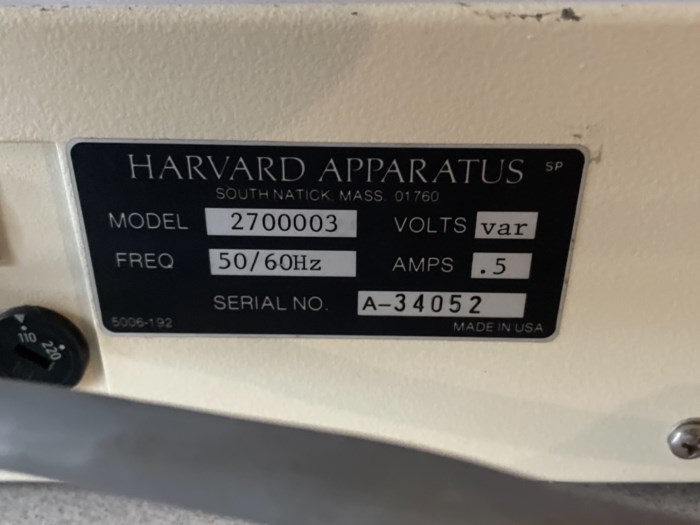 HARVARD APPARATUS SP
SOUTH NATICK, MASS. 01760
MODEL 2700003 VOLTS var
FREQ 50/60Hz AMPS .5
SERIAL NO. A-34052
5006-192 MADE IN USA
110 220